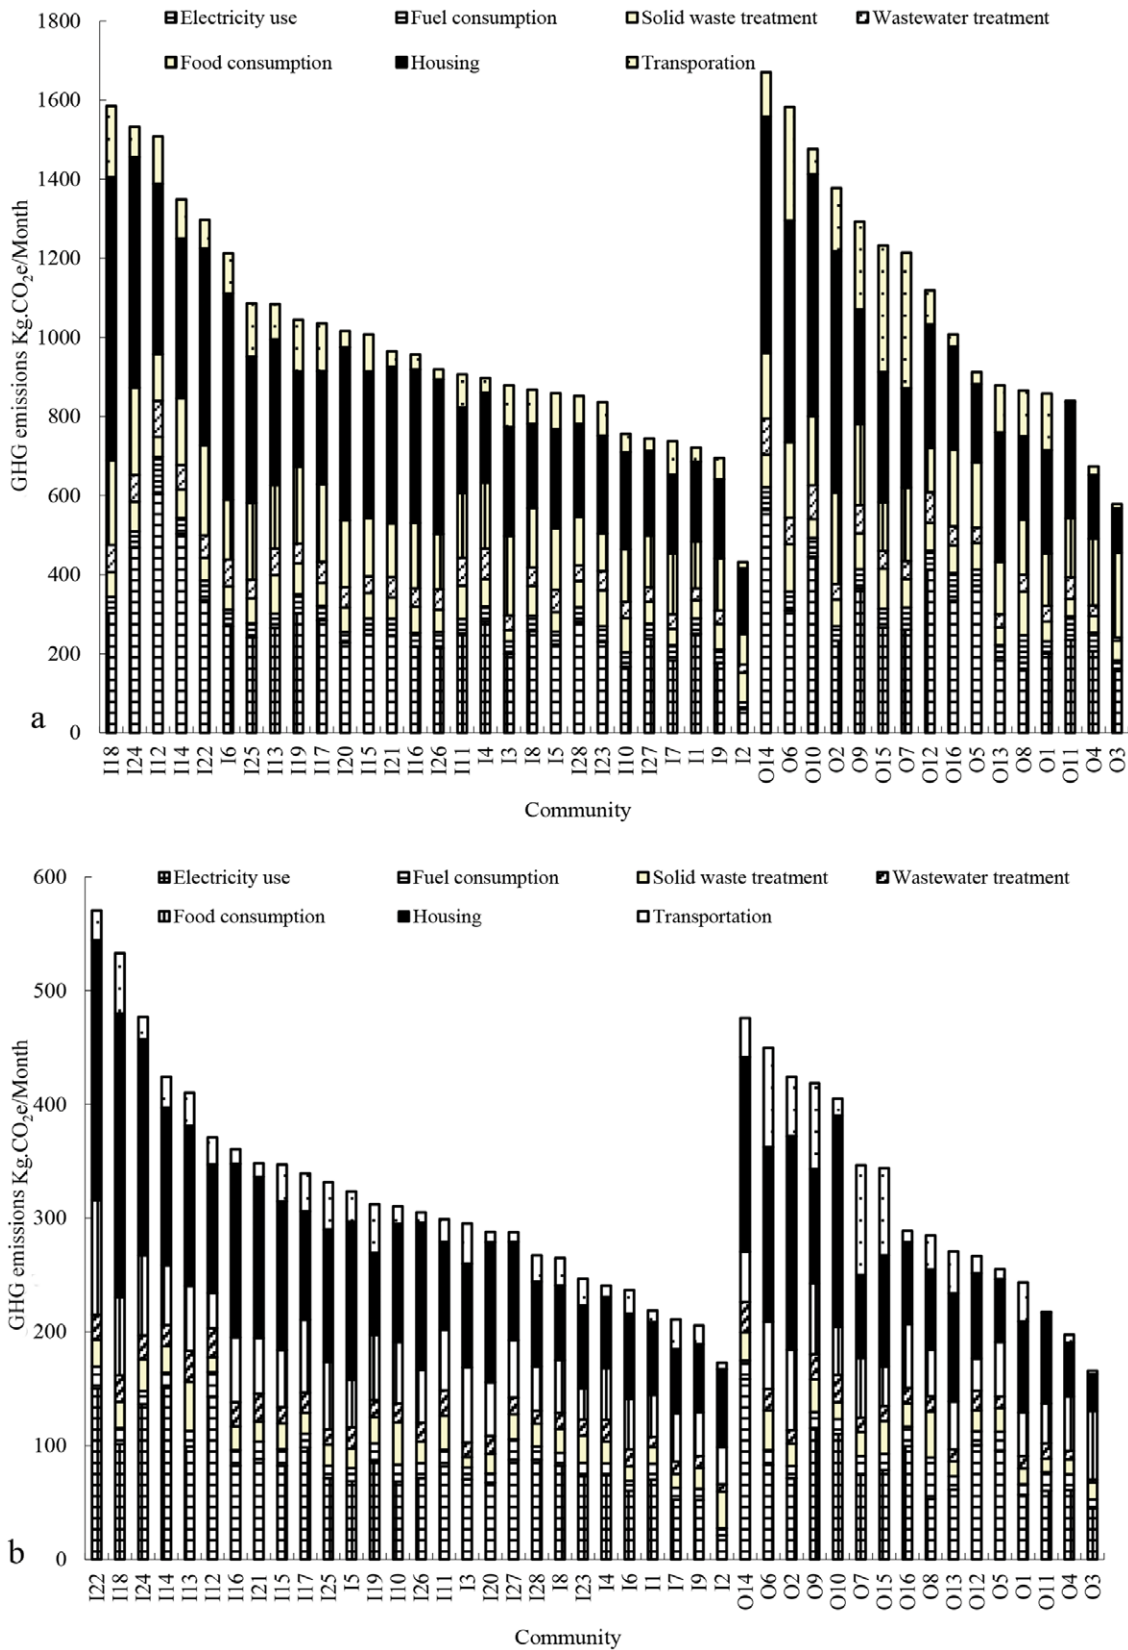 Electricity use Fuel consumption Solid waste treatment Wastewater treatment
Food consumption Housing Transporation
1800
1600
1400
1200
1000
800
600
400
200
0
GHG emissions Kg.CO₂e/Month
a
I18 I24 I12 I14 I22 I6 I25 I13 I19 I17 I20 I15 I21 I16 I26 I11 I4 I3 I8 I5 I28 I23 I10 I27 I7 I1 I9 I2 O14 O6 O10 O2 O9 O15 O7 O12 O16 O5 O13 O8 O1 O11 O4 O3
Community
Electricity use Fuel consumption Solid waste treatment Wastewater treatment
Food consumption Housing Transportation
600
500
400
300
200
100
0
GHG emissions Kg.CO₂e/Month
b
I22 I18 I24 I14 I13 I12 I16 I21 I15 I17 I25 I5 I19 I10 I26 I11 I3 I20 I27 I28 I8 I23 I4 I6 I1 I7 I9 I2 O14 O6 O2 O9 O10 O7 O15 O16 O8 O13 O12 O5 O1 O11 O4 O3
Community